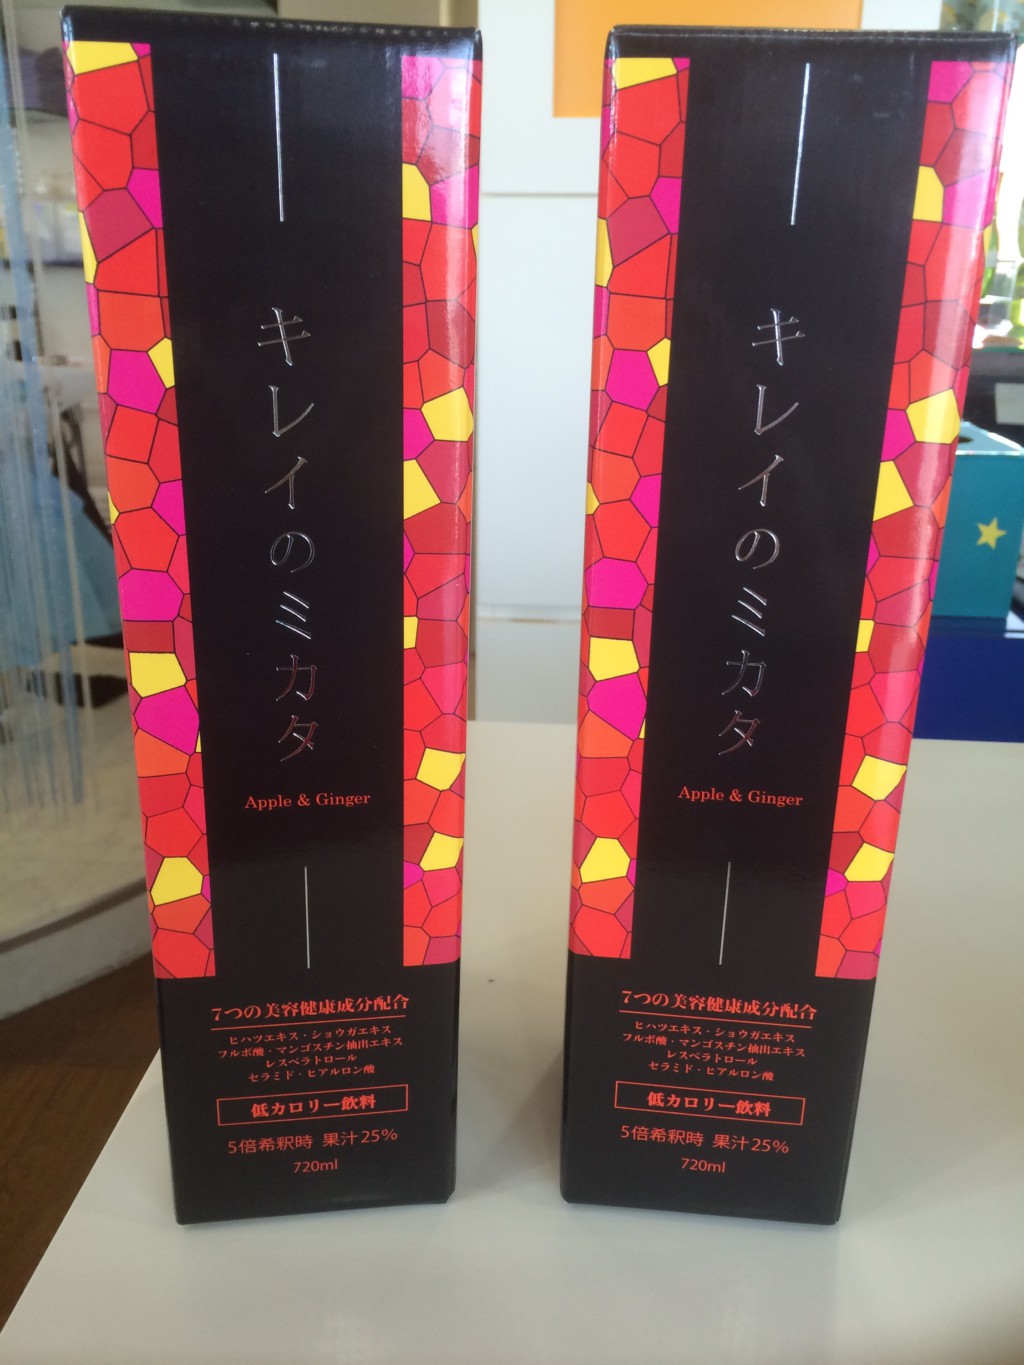 キレイのミカタ
Apple & Ginger
7つの美容健康成分配合
ヒハツエキス・ショウガエキス
フルボ酸・マンゴスチン抽出エキス
レスベラトロール
セラミド・ヒアルロン酸
低カロリー飲料
5倍希釈時 果汁25%
720ml
キレイのミカタ
Apple & Ginger
7つの美容健康成分配合
ヒハツエキス・ショウガエキス
フルボ酸・マンゴスチン抽出エキス
レスベラトロール
セラミド・ヒアルロン酸
低カロリー飲料
5倍希釈時 果汁25%
720ml